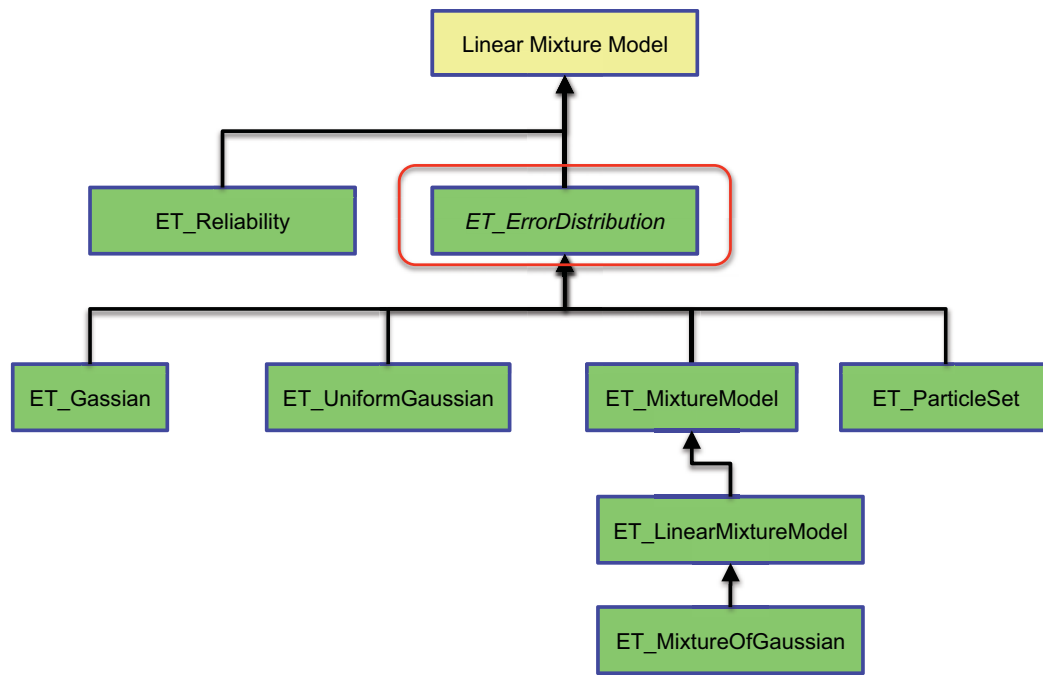 Linear Mixture Model
ET_Reliability
ET_ErrorDistribution
ET_Gassian
ET_UniformGaussian
ET_MixtureModel
ET_ParticleSet
ET_LinearMixtureModel
ET_MixtureOfGaussian